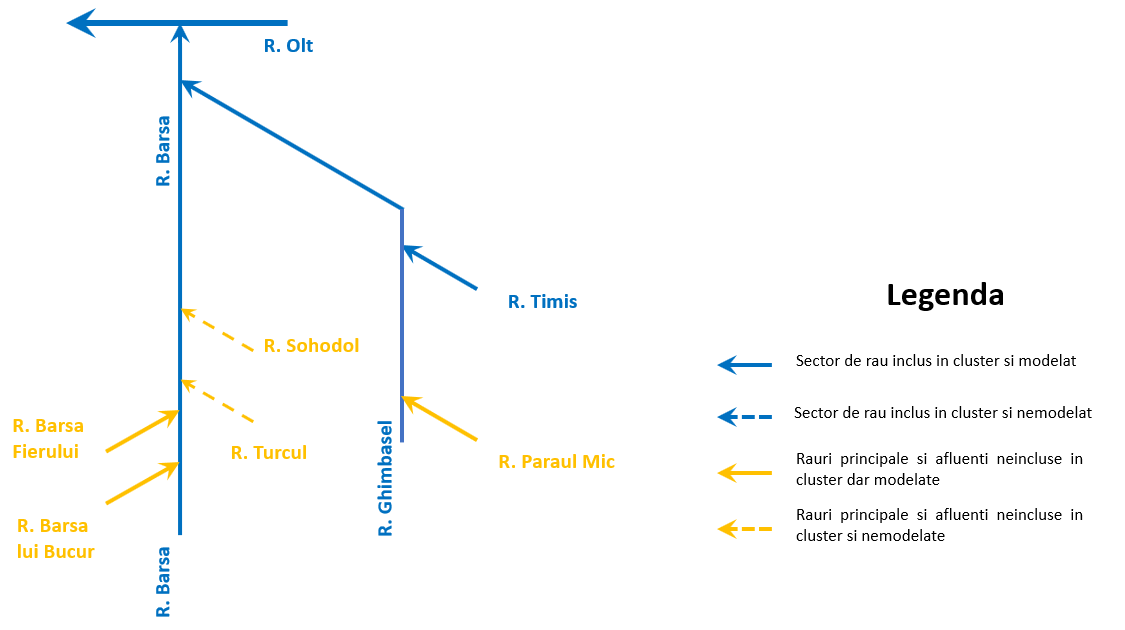 R. Olt
R. Barsa
R. Timis
R. Sohodol
R. Barsa
Fierului
R. Turcul
R. Ghimbasel
R. Paraul Mic
R. Barsa
lui Bucur
R. Barsa
Legenda
Sector de rau inclus in cluster si modelat
Sector de rau inclus in cluster si nemodelat
Rauri principale si afluenti neincluse in
cluster dar modelate
Rauri principale si afluenti neincluse in
cluster si nemodelate